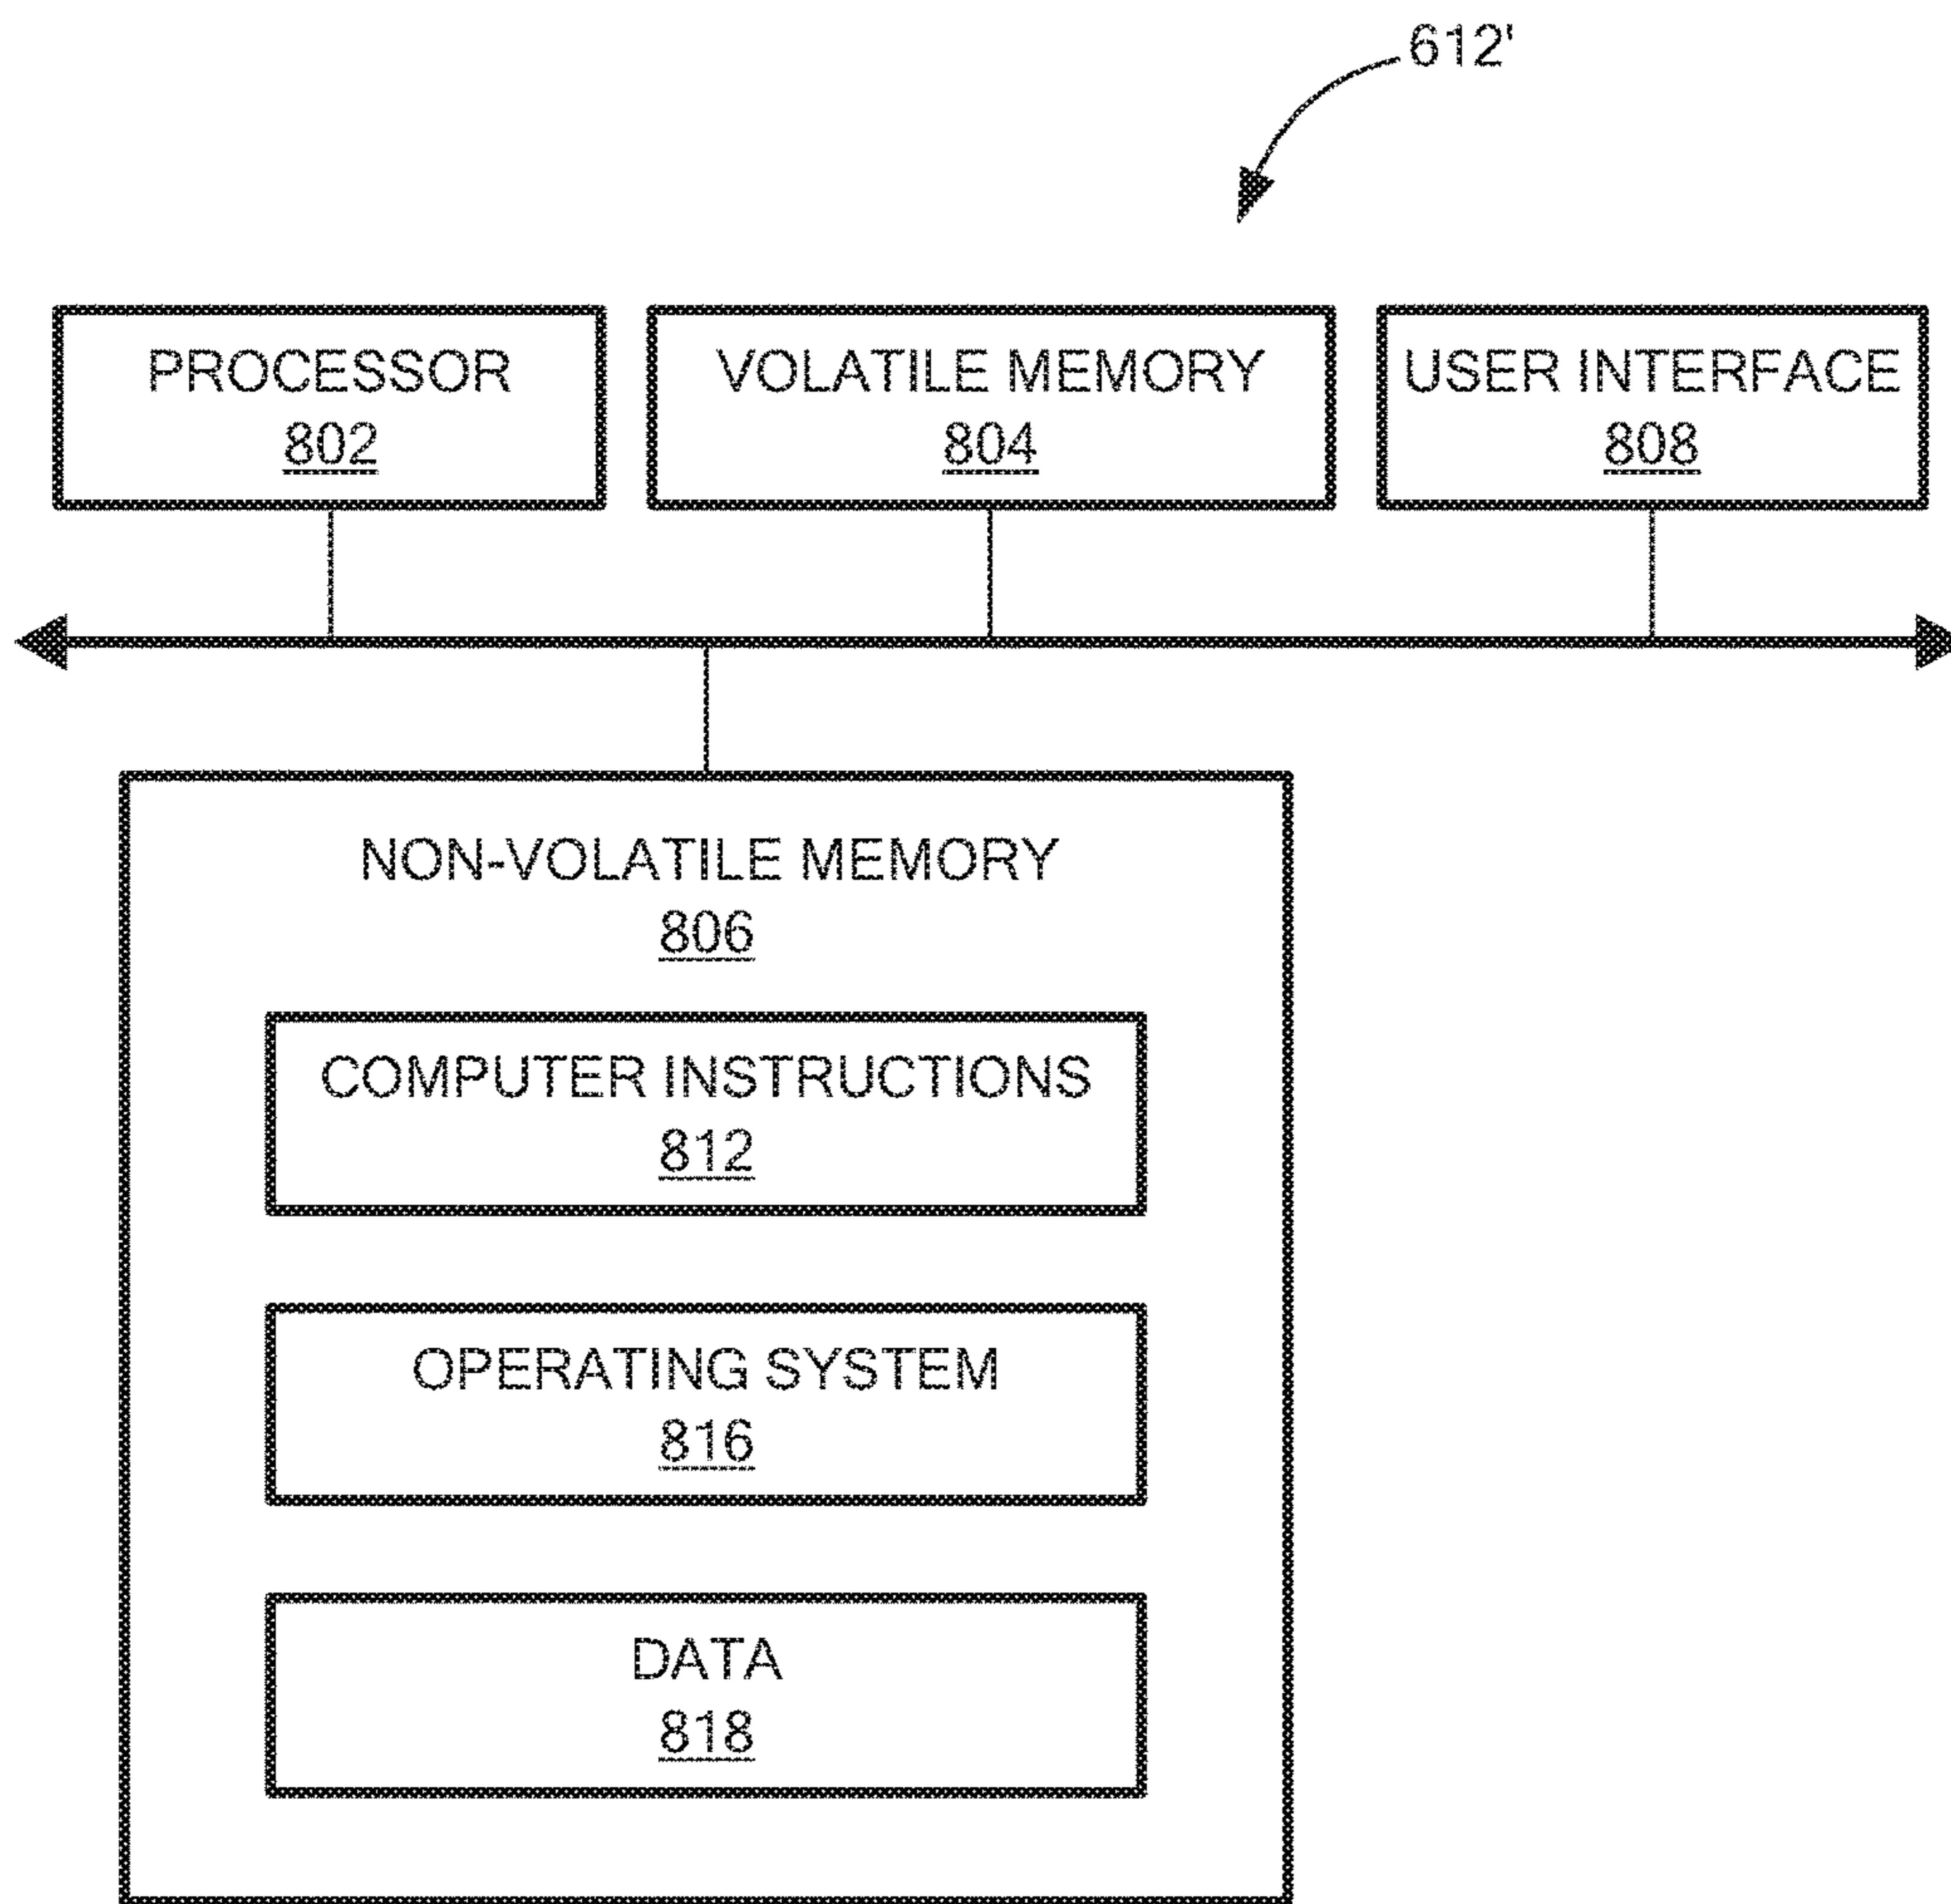 612'
PROCESSOR
802
VOLATILE MEMORY
804
USER INTERFACE
808
NON-VOLATILE MEMORY
806
COMPUTER INSTRUCTIONS
812
OPERATING SYSTEM
816
DATA
818